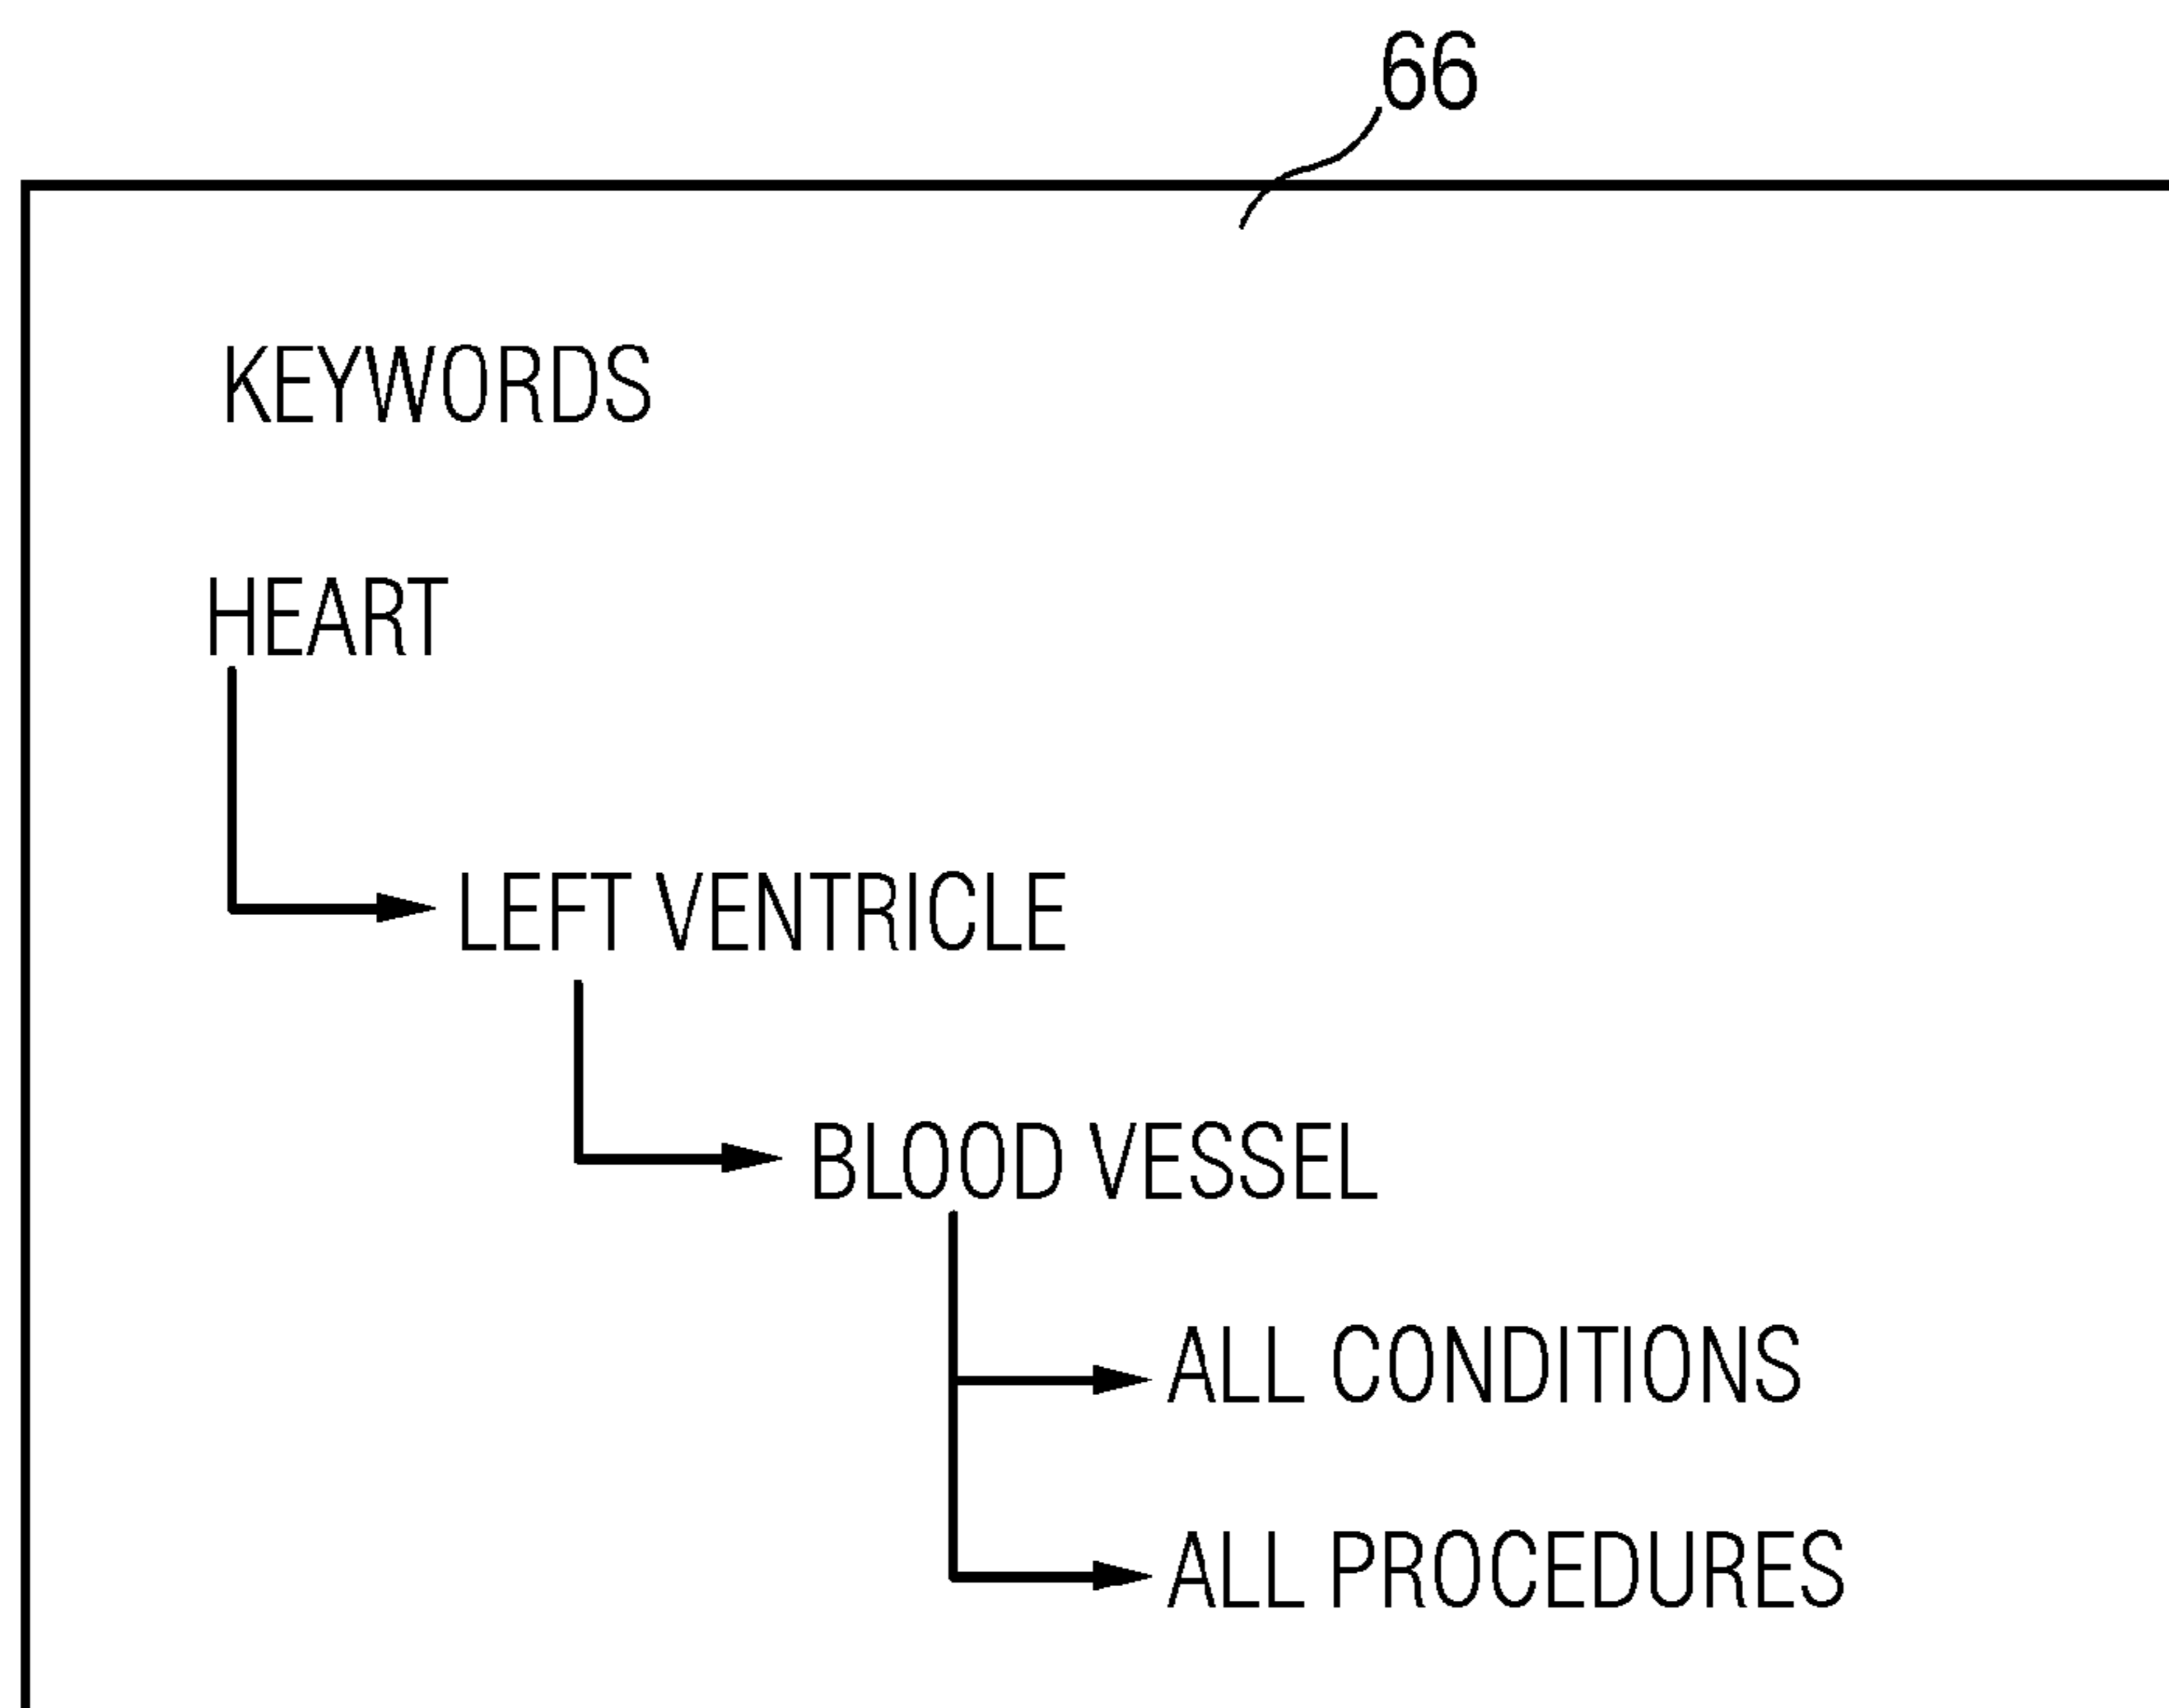 66
KEYWORDS
HEART
LEFT VENTRICLE
BLOOD VESSEL
ALL CONDITIONS
ALL PROCEDURES